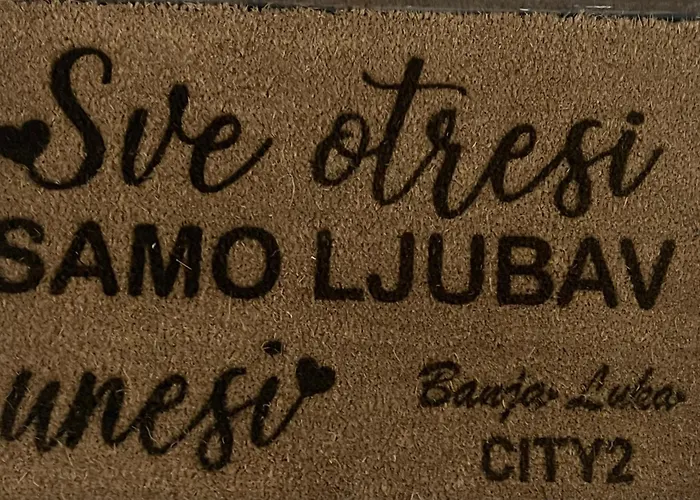 Sve otresi
SAMO LJUBAV
unesi
Banja Luka
CITY2